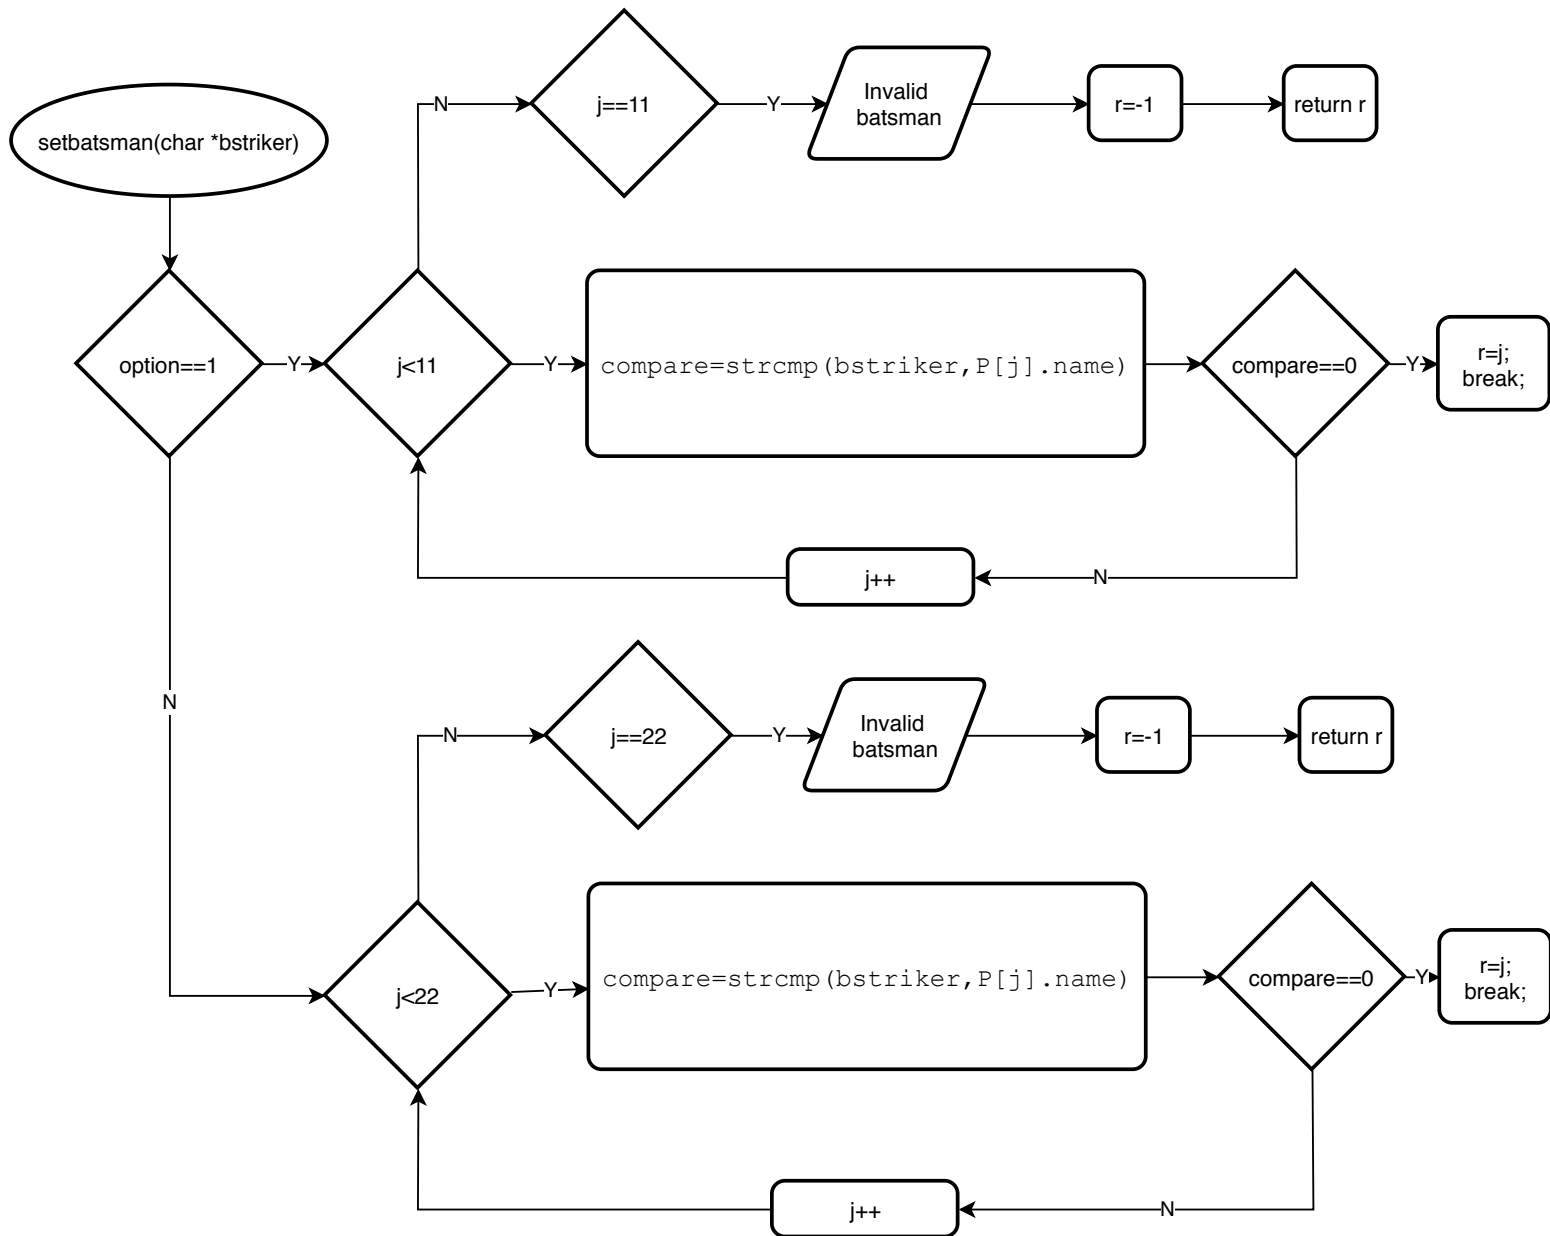 N
j==11
Y
Invalid
batsman
r=-1
return r
setbatsman(char *bstriker)
option==1
Y
j<11
Y
compare=strcmp(bstriker,P[j].name)
compare==0
Y
r=j;
break;
j++
N
N
N
j==22
Y
Invalid
batsman
r=-1
return r
j<22
Y
compare=strcmp(bstriker,P[j].name)
compare==0
Y
r=j;
break;
j++
N